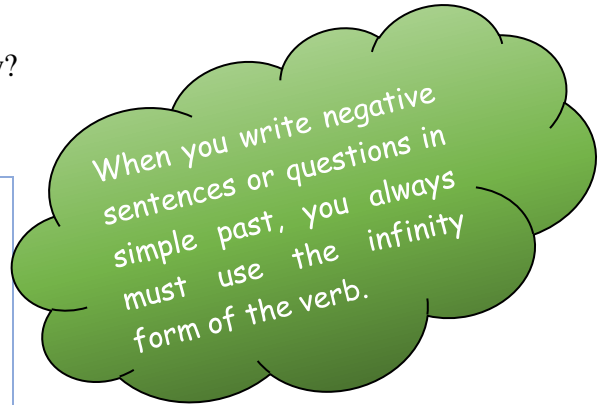 ?
When you write negative
sentences or questions in
simple past, you always
must use the infinity
form of the verb.